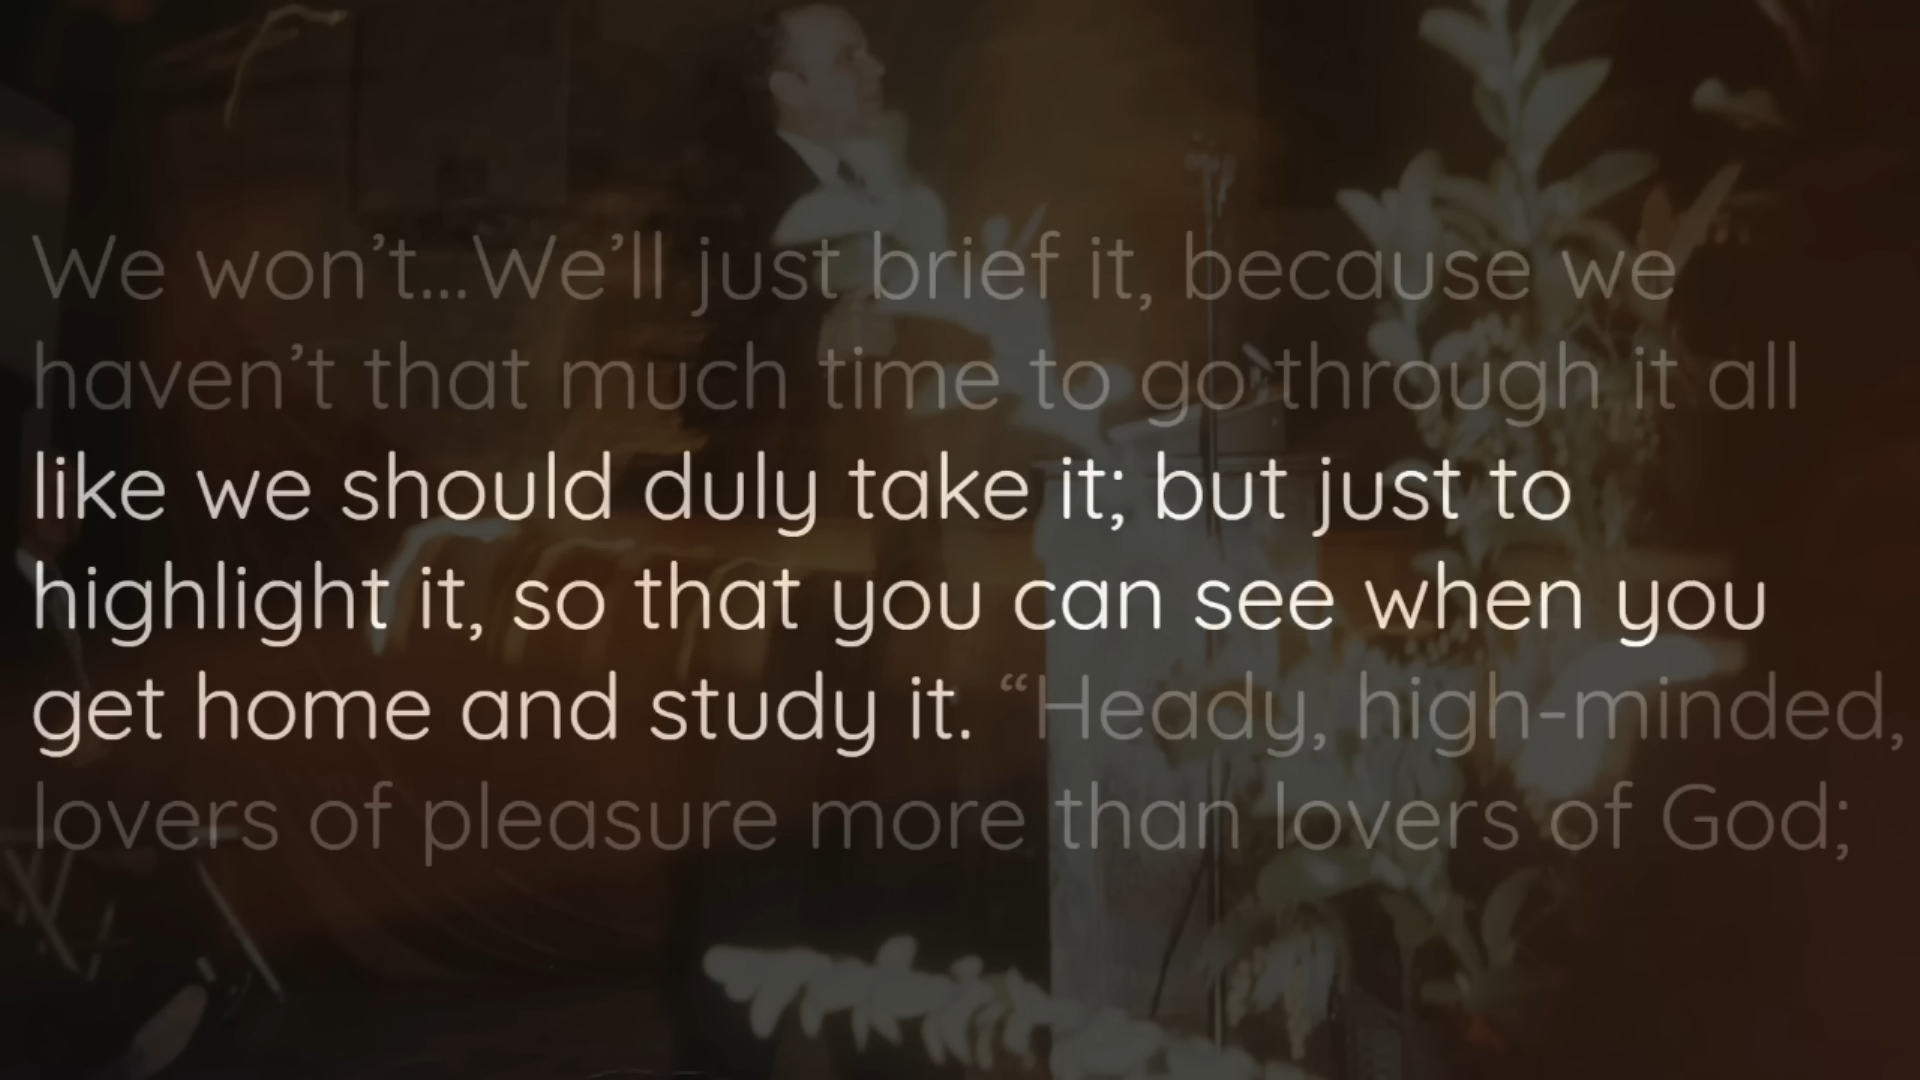 We won’t...We’ll just brief it, because we
haven’t that much time to go through it all
like we should duly take it; but just to
highlight it, so that you can see when you
get home and study it. “Heady, high-minded,
lovers of pleasure more than lovers of God;